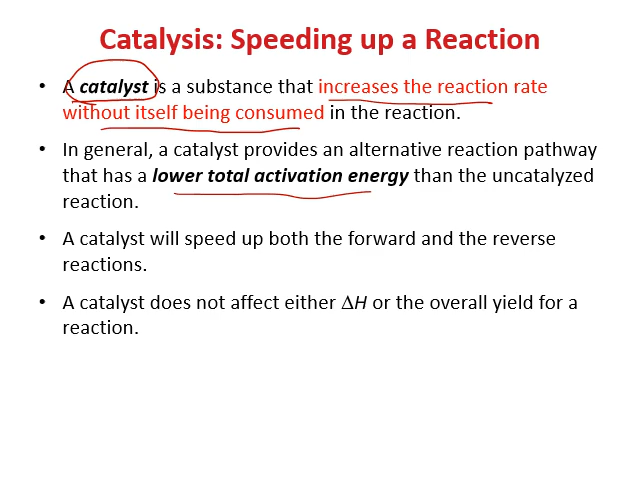 Catalysis: Speeding up a Reaction
• A catalyst is a substance that increases the reaction rate
without itself being consumed in the reaction.
• In general, a catalyst provides an alternative reaction pathway
that has a lower total activation energy than the uncatalyzed
reaction.
• A catalyst will speed up both the forward and the reverse
reactions.
• A catalyst does not affect either ΔH or the overall yield for a
reaction.